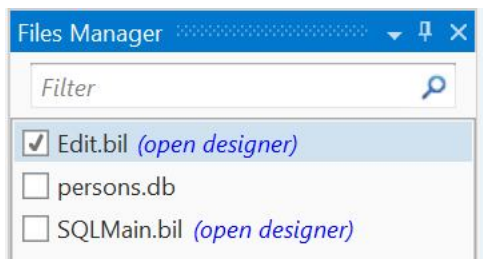 Files Manager
Filter
Edit.bil (open designer)
persons.db
SQLMain.bil (open designer)